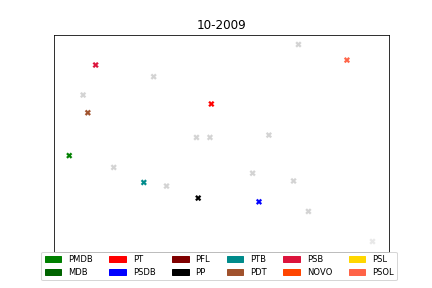 10-2009
PMDB PT PFL PTB PSB PSL
MDB PSDB PP PDT NOVO PSOL